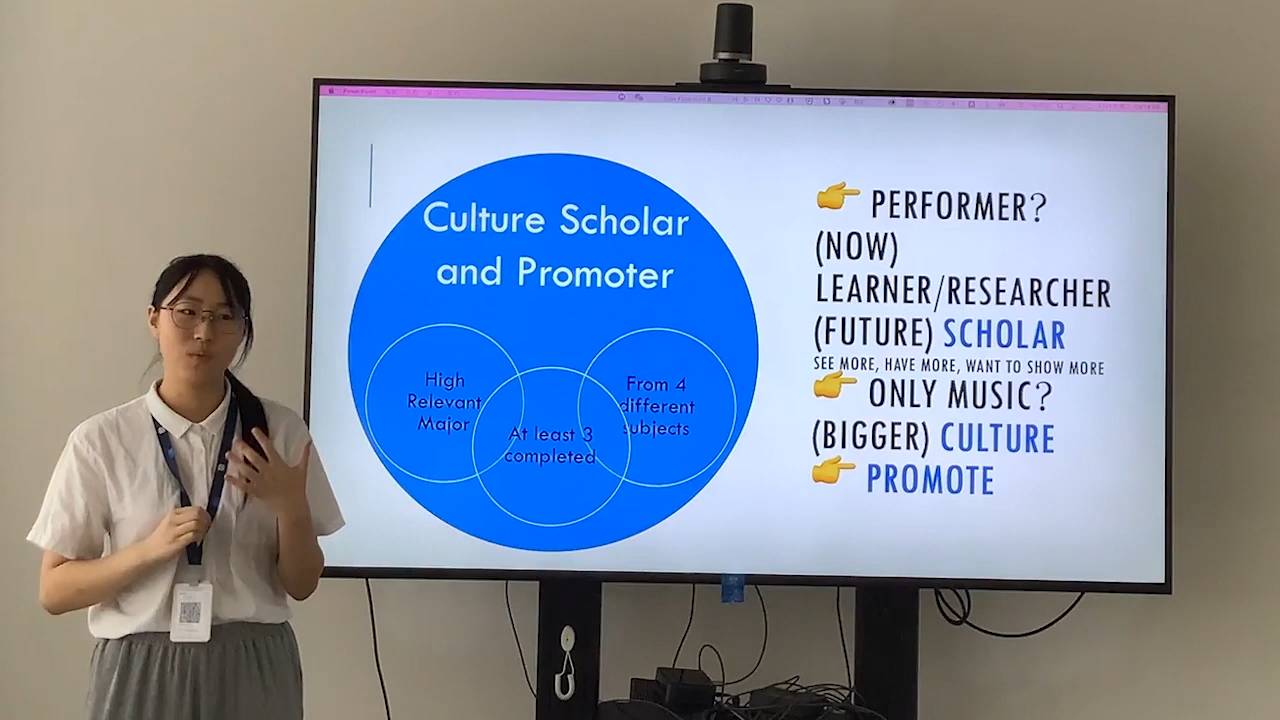 Culture Scholar
and Promoter
High
Relevant
Major
At least 3
completed
From 4
different
subjects
👉 PERFORMER?
(NOW)
LEARNER/RESEARCHER
(FUTURE) SCHOLAR
SEE MORE, HAVE MORE, WANT TO SHOW MORE
👉 ONLY MUSIC?
(BIGGER) CULTURE
👉 PROMOTE